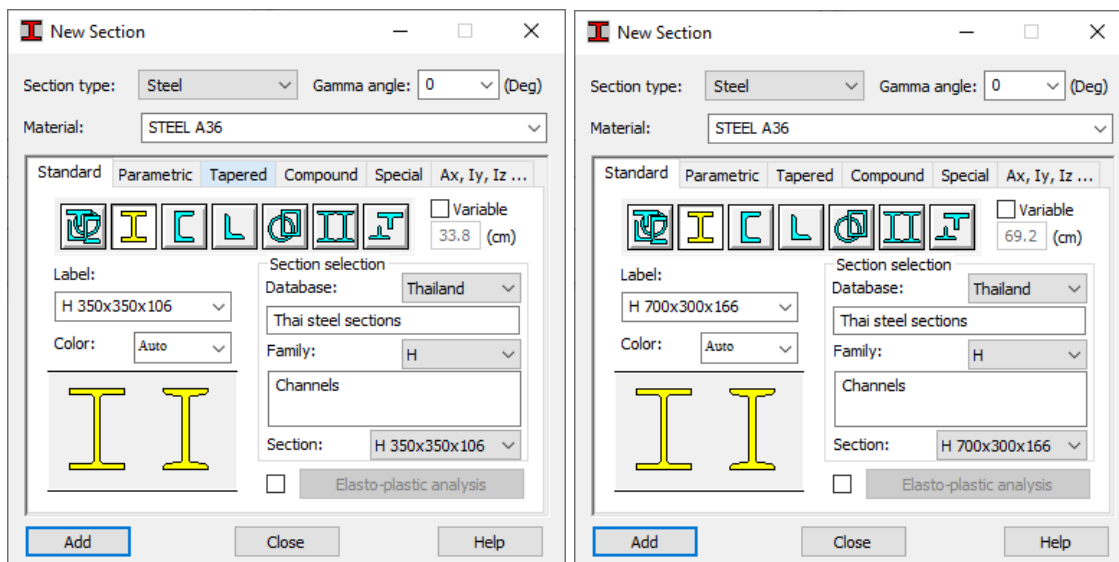 New Section
Section type: Steel Gamma angle: 0 (Deg)
Material: STEEL A36
Standard Parametric Tapered Compound Special Ax, Iy, Iz ...
Variable
33.8 (cm)
Label:
H 350x350x106
Color: Auto
Section selection
Database: Thailand
Thai steel sections
Family: H
Channels
Section: H 350x350x106
Elasto-plastic analysis
Add Close Help
New Section
Section type: Steel Gamma angle: 0 (Deg)
Material: STEEL A36
Standard Parametric Tapered Compound Special Ax, Iy, Iz ...
Variable
69.2 (cm)
Label:
H 700x300x166
Color: Auto
Section selection
Database: Thailand
Thai steel sections
Family: H
Channels
Section: H 700x300x166
Elasto-plastic analysis
Add Close Help